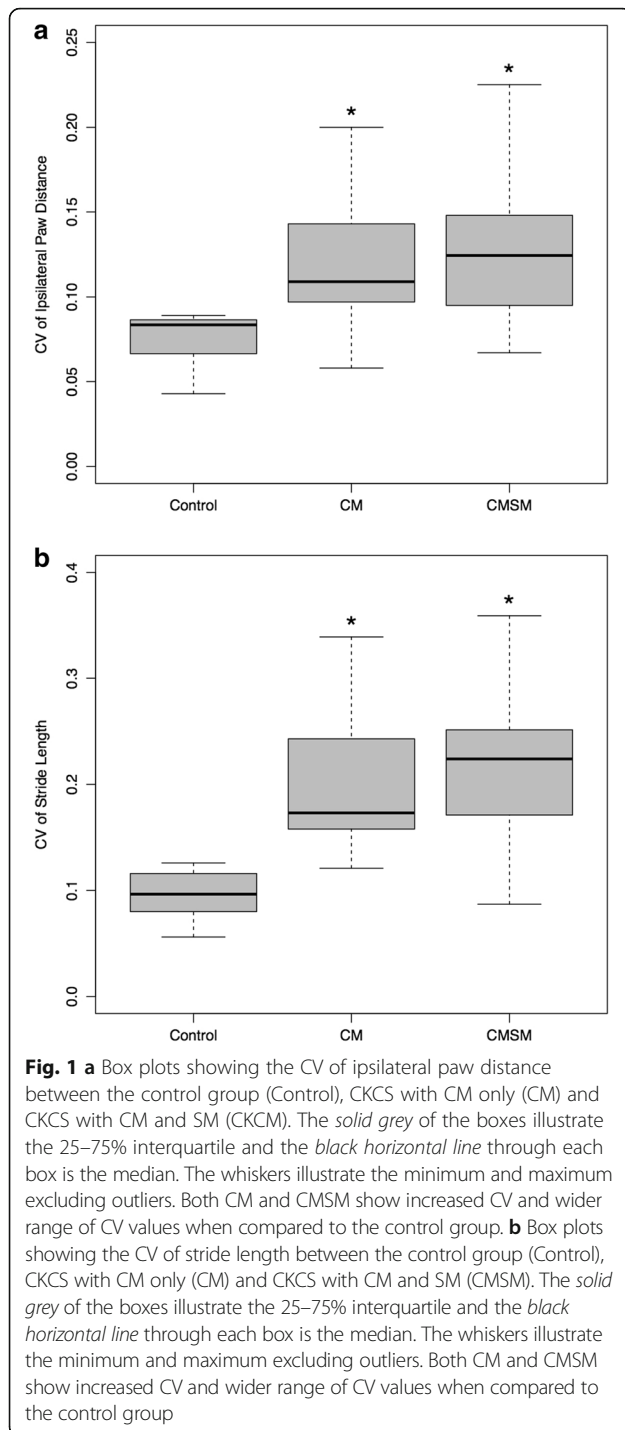 a
0.25
*
*
0.20
CV of Ipsilateral Paw Distance
0.15
0.10
0.05
0.00
Control
CM
CMSM
b
0.4
*
*
0.3
CV of Stride Length
0.2
0.1
0.0
Control
CM
CMSM
Fig. 1 a Box plots showing the CV of ipsilateral paw distance
between the control group (Control), CKCS with CM only (CM) and
CKCS with CM and SM (CKCM). The solid grey of the boxes illustrate
the 25–75% interquartile and the black horizontal line through each
box is the median. The whiskers illustrate the minimum and maximum
excluding outliers. Both CM and CMSM show increased CV and wider
range of CV values when compared to the control group. b Box plots
showing the CV of stride length between the control group (Control),
CKCS with CM only (CM) and CKCS with CM and SM (CMSM). The solid
grey of the boxes illustrate the 25–75% interquartile and the black
horizontal line through each box is the median. The whiskers illustrate
the minimum and maximum excluding outliers. Both CM and CMSM
show increased CV and wider range of CV values when compared to
the control group